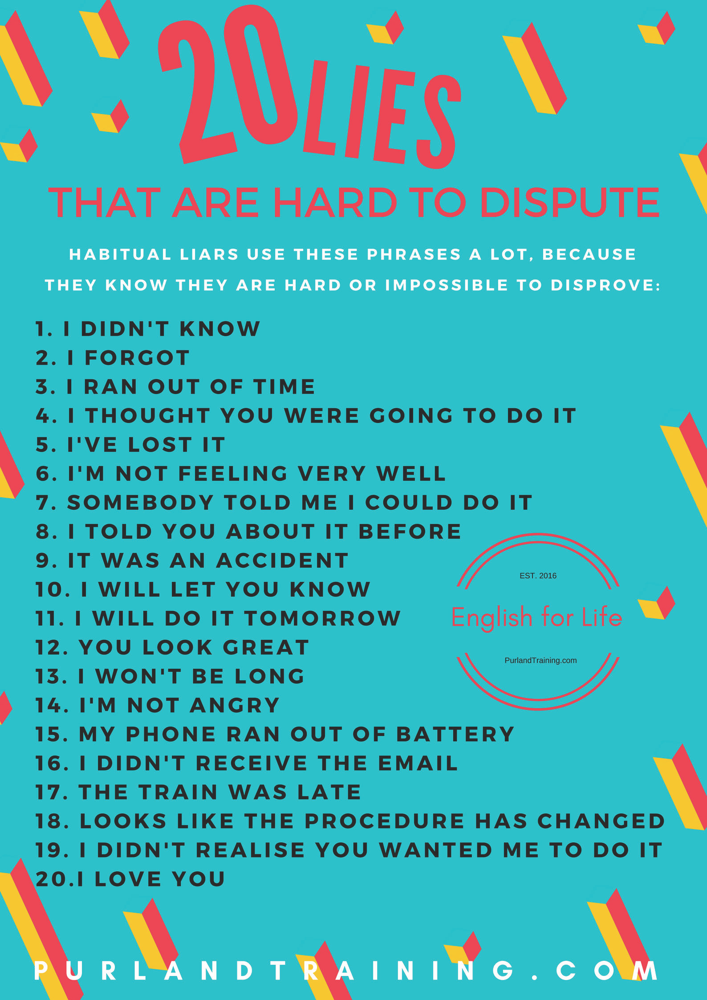 20 LIES
THAT ARE HARD TO DISPUTE
HABITUAL LIARS USE THESE PHRASES A LOT, BECAUSE
THEY KNOW THEY ARE HARD OR IMPOSSIBLE TO DISPROVE:
1. I DIDN'T KNOW
2. I FORGOT
3. I RAN OUT OF TIME
4. I THOUGHT YOU WERE GOING TO DO IT
5. I'VE LOST IT
6. I'M NOT FEELING VERY WELL
7. SOMEBODY TOLD ME I COULD DO IT
8. I TOLD YOU ABOUT IT BEFORE
9. IT WAS AN ACCIDENT
10. I WILL LET YOU KNOW
11. I WILL DO IT TOMORROW
12. YOU LOOK GREAT
13. I WON'T BE LONG
14. I'M NOT ANGRY
15. MY PHONE RAN OUT OF BATTERY
16. I DIDN'T RECEIVE THE EMAIL
17. THE TRAIN WAS LATE
18. LOOKS LIKE THE PROCEDURE HAS CHANGED
19. I DIDN'T REALISE YOU WANTED ME TO DO IT
20.I LOVE YOU
EST. 2016
English for Life
PurlandTraining.com
PURLANDTRAINING.COM